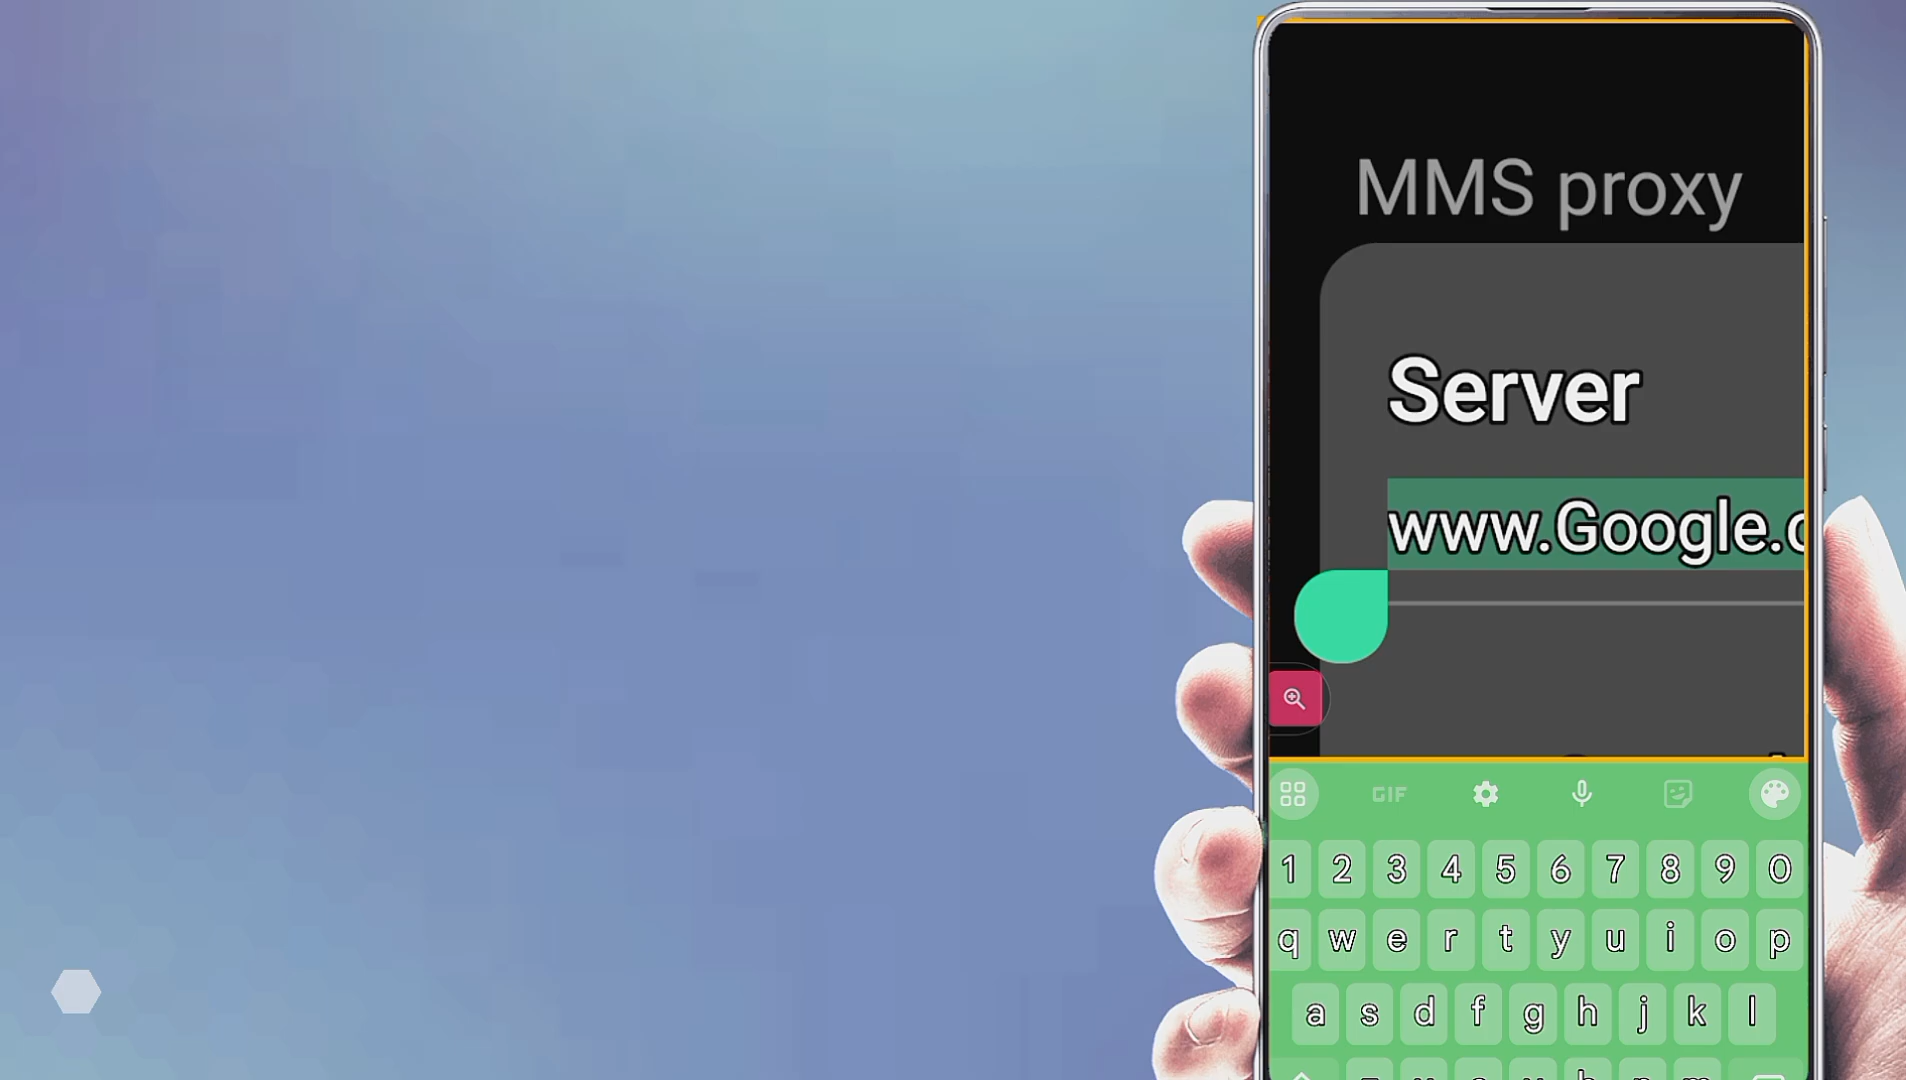 MMS proxy
Server
www.Google.c
GIF
1 2 3 4 5 6 7 8 9 0
q w e r t y u i o p
a s d f g h j k l